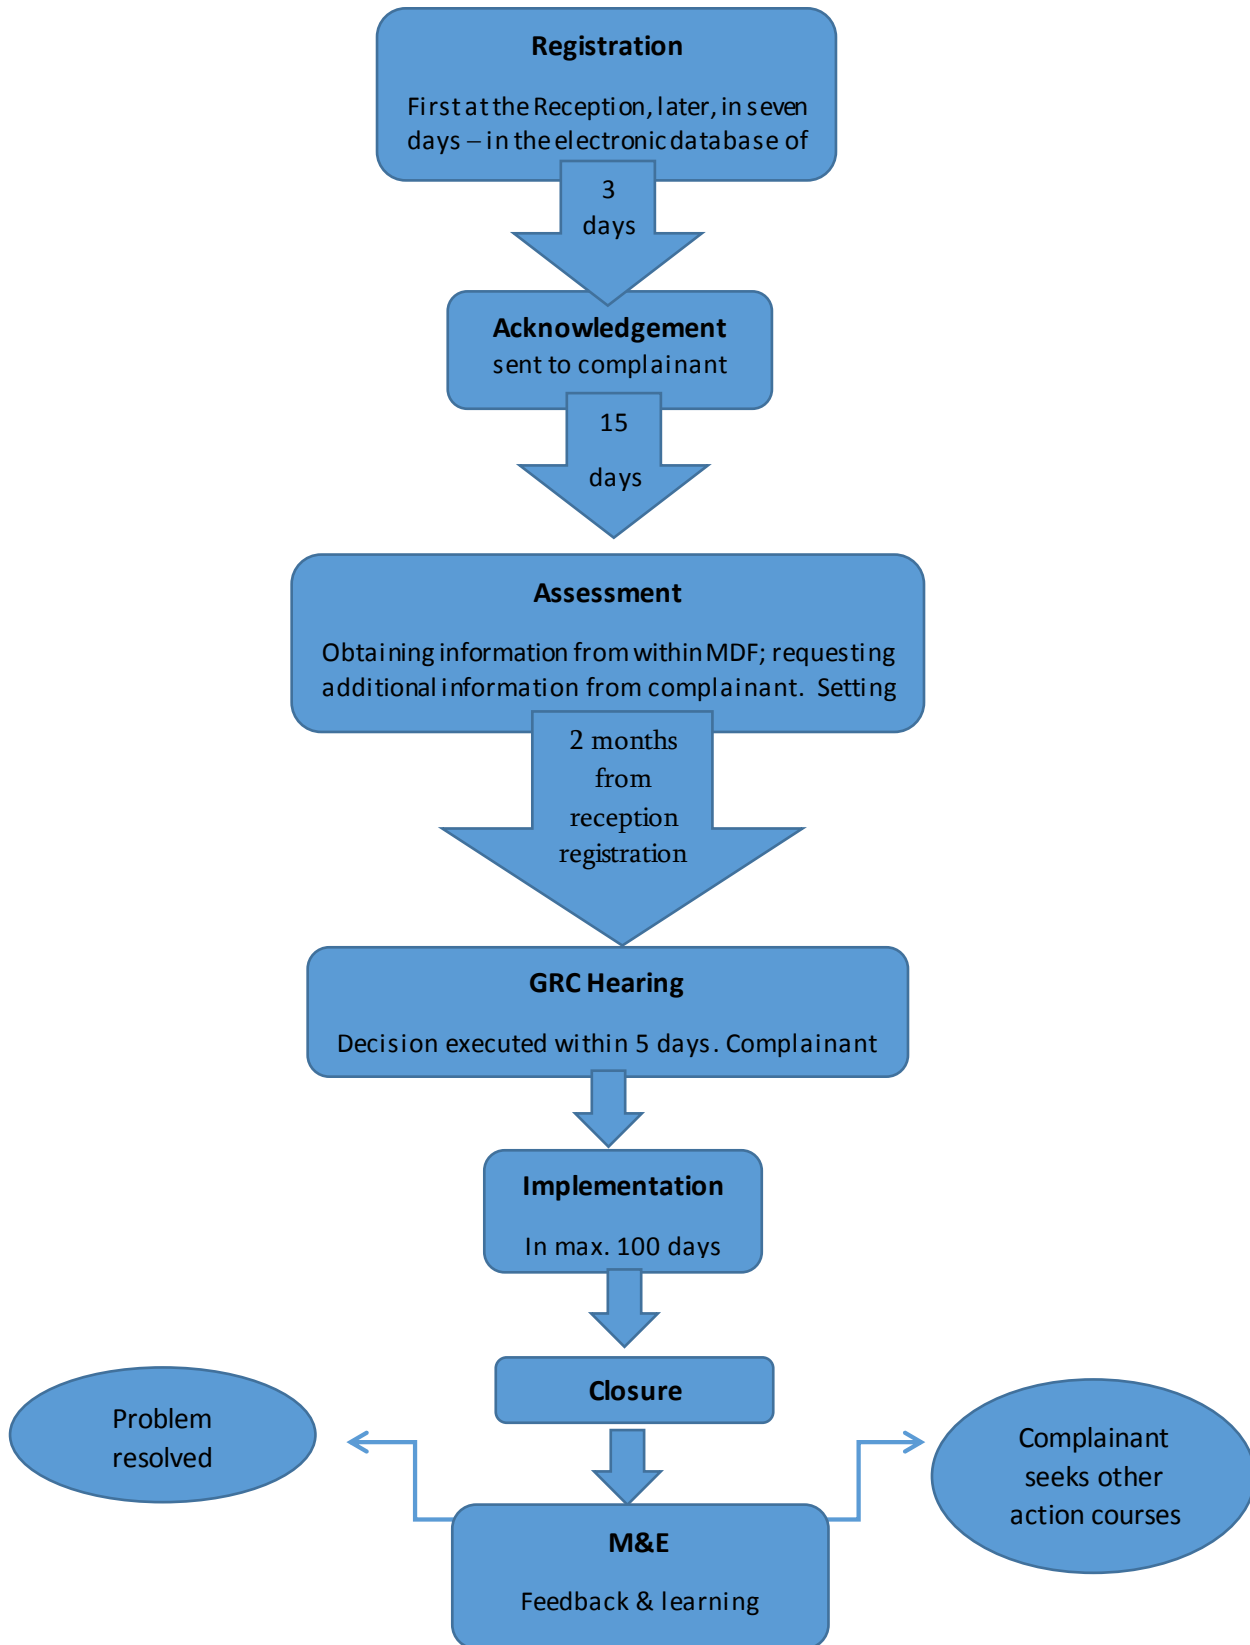 Registration
First at the Reception, later, in seven
days – in the electronic database of
3
days
Acknowledgement
sent to complainant
15
days
Assessment
Obtaining information from within MDF; requesting
additional information from complainant. Setting
2 months
from
reception
registration
GRC Hearing
Decision executed within 5 days. Complainant
Implementation
In max. 100 days
Closure
Problem
resolved
Complainant
seeks other
action courses
M&E
Feedback & learning